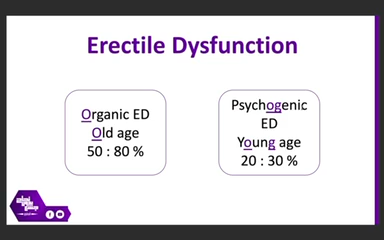 Erectile Dysfunction
Organic ED
Old age
50 : 80 %
Psychogenic
ED
Young age
20 : 30 %